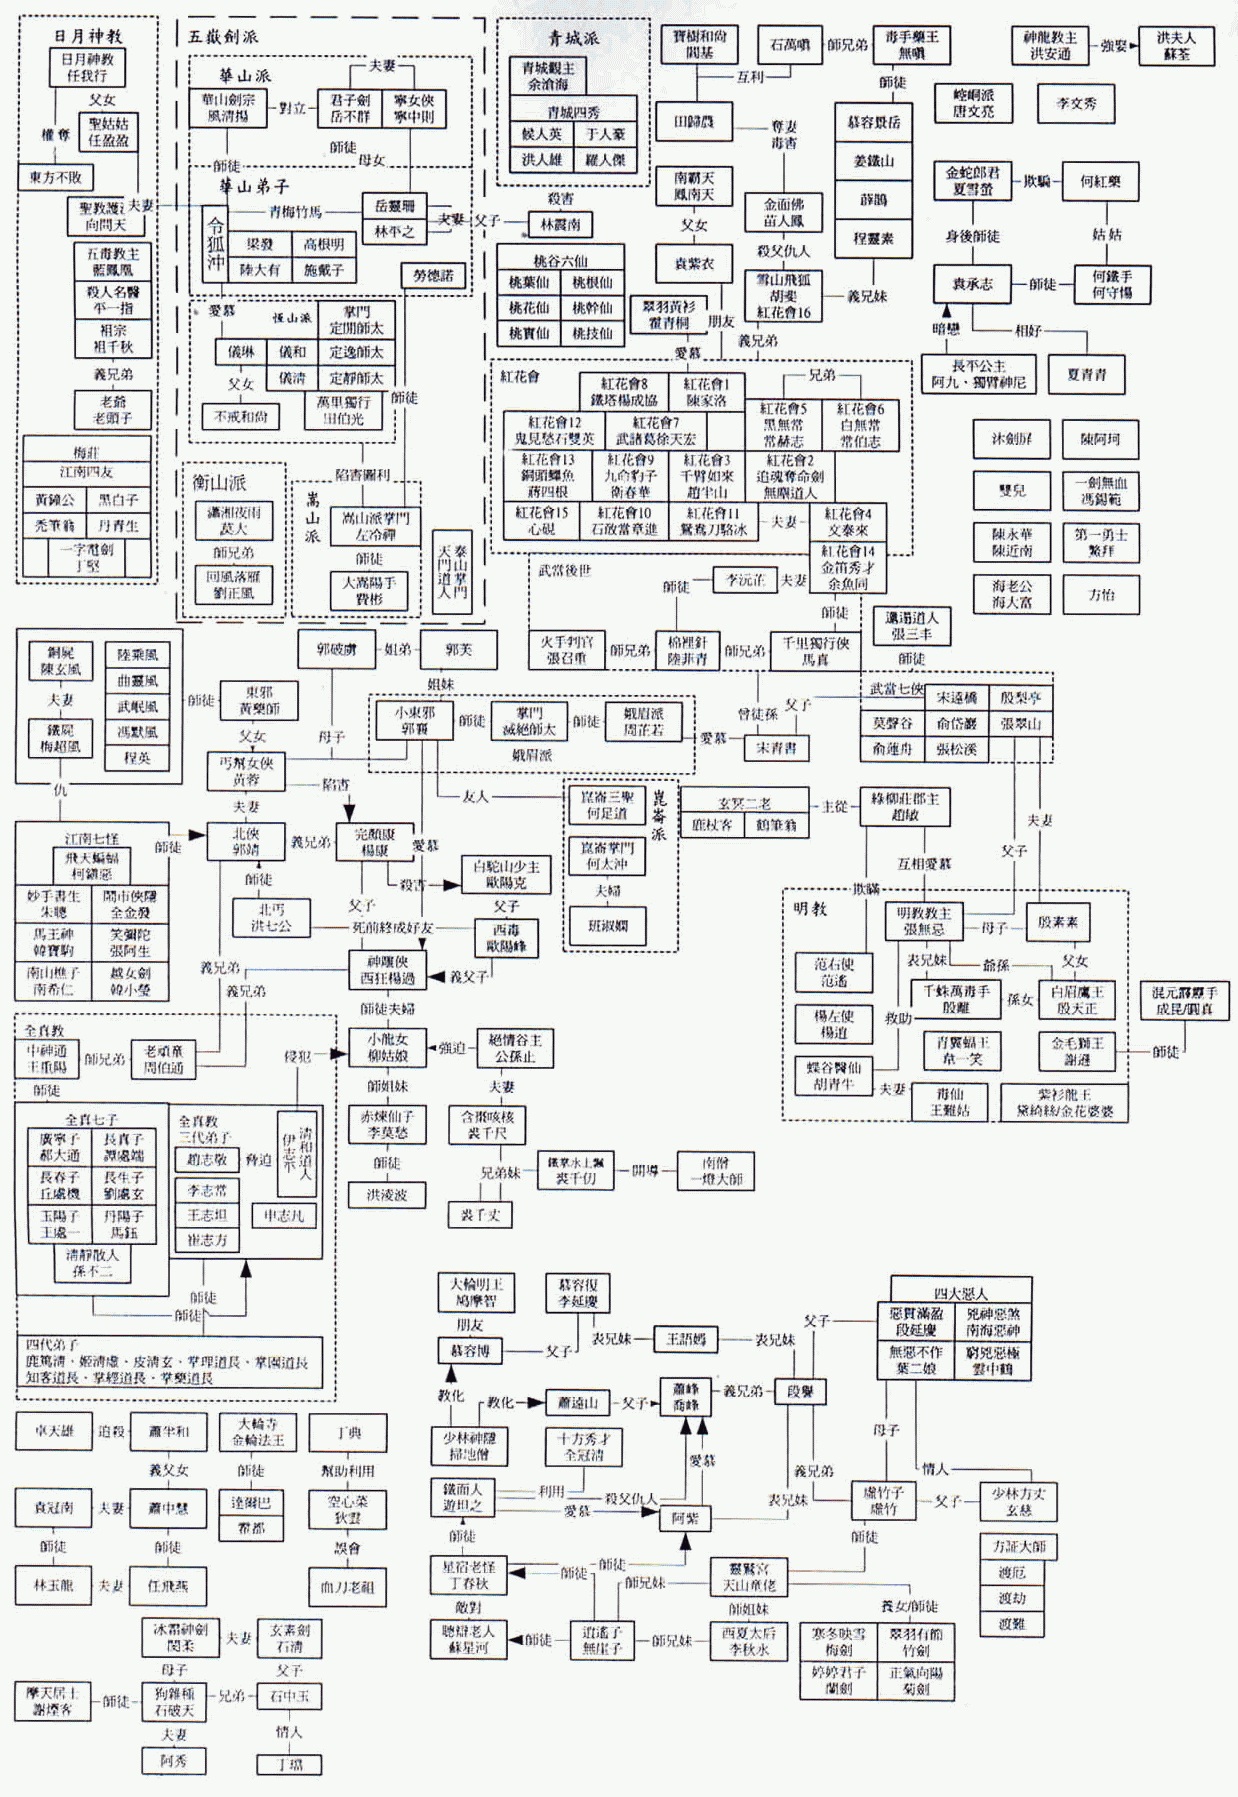 日月神教
日月神教
任我行
父女
權奪
聖姑姑
任盈盈
東方不敗
向問天
夫妻
五毒教主
藍鳳凰
殺人名醫
平一指
祖宗
祖千秋
義兄弟
老爺
老頭子
梅莊
江南四友
黃鐘公
黑白子
禿筆翁
丹青生
一字電劍
丁堅
五嶽劍派
華山派
夫妻
華山劍宗
風清揚
對立
君子劍
岳不群
寧女俠
寧中則
師徒
師徒
母女
華山弟子
青梅竹馬
令狐沖
岳靈珊
林平之
夫妻
父子
梁發
高根明
陸大有
施戴子
勞德諾
愛慕
恆山派
掌門
定閒師太
儀琳
儀和
定逸師太
儀清
定靜師太
父女
不戒和尚
萬里獨行
田伯光
師徒
陷害圖利
衡山派
瀟湘夜雨
莫大
師兄弟
回風落雁
劉正風
嵩山派
嵩山派掌門
左冷禪
師徒
大嵩陽手
費彬
泰山掌門
天門道人
青城派
青城觀主
余滄海
青城四秀
候人英
于人豪
洪人雄
羅人傑
殺害
林震南
桃谷六仙
桃葉仙
桃根仙
桃花仙
桃幹仙
桃實仙
桃技仙
寶樹和尚
閻基
石萬嗔
師兄弟
毒手藥王
無嗔
互利
師徒
田歸農
奪妻
毒害
慕容景岳
姜鐵山
薛鵲
程靈素
南霸天
鳳南天
父女
袁紫衣
金面佛
苗人鳳
殺父仇人
雪山飛狐
胡斐
紅花會16
義兄妹
翠羽黃衫
霍青桐
朋友
義兄弟
愛慕
神龍教主
洪安通
強娶
洪夫人
蘇荃
崆峒派
唐文亮
李文秀
金蛇郎君
夏雪螢
欺騙
何紅藥
身後師徒
姑姑
袁承志
師徒
何鐵手
何守惕
暗戀
相好
長平公主
阿九、獨臂神尼
夏青青
沐劍屏
陳阿珂
雙兒
一劍無血
馮錫範
陳永華
陳近南
第一勇士
鰲拜
海老公
海大富
方怡
紅花會
紅花會8
鐵塔楊成協
紅花會1
陳家洛
兄弟
紅花會5
黑無常
常赫志
紅花會6
白無常
常伯志
紅花會12
鬼見愁石雙英
紅花會7
武諸葛徐天宏
紅花會13
銅頭鱷魚
蔣四根
紅花會9
九命豹子
衛春華
紅花會3
千臂如來
趙半山
紅花會2
追魂奪命劍
無塵道人
紅花會15
心硯
紅花會10
石敢當章進
紅花會11
鴛鴦刀駱冰
夫妻
紅花會4
文泰來
紅花會14
金笛秀才
余魚同
武當後世
師徒
李沅芷
夫妻
師徒
火手判官
張召重
師兄弟
棉裡針
陸菲青
師兄弟
千里獨行俠
馬真
邋遢道人
張三丰
師徒
武當七俠
宋遠橋
殷梨亭
莫聲谷
俞岱巖
張翠山
俞蓮舟
張松溪
曾徒孫
父子
宋青書
愛慕
銅屍
陳玄風
夫妻
鐵屍
梅超風
陸乘風
曲靈風
武岷風
馮默風
程英
師徒
東邪
黃藥師
父女
丐幫女俠
黃蓉
母子
陷害
夫妻
郭破虜
姐弟
郭芙
姐妹
小東邪
郭襄
師徒
掌門
滅絕師太
師徒
峨眉派
周芷若
峨眉派
仇
江南七怪
飛天蝙蝠
柯鎮惡
妙手書生
朱聰
鬧市俠隱
全金發
馬王神
韓寶駒
笑彌陀
張阿生
南山樵子
南希仁
越女劍
韓小瑩
師徒
北俠
郭靖
義兄弟
完顏康
楊康
愛慕
友人
師徒
北丐
洪七公
殺害
白駝山少主
歐陽克
父子
父子
死前終成好友
西毒
歐陽峰
義父子
神鵰俠
西狂楊過
義兄弟
義兄弟
崑崙派
崑崙三聖
何足道
崑崙掌門
何太沖
夫婦
班淑嫻
玄冥二老
鹿杖客
鶴筆翁
主從
綠柳莊郡主
趙敏
互相愛慕
父子
夫妻
欺瞞
明教
明教教主
張無忌
母子
殷素素
表兄妹
爺孫
父女
范右使
范遙
千蛛萬毒手
殷離
孫女
白眉鷹王
殷天正
楊左使
楊逍
救助
青翼蝠王
韋一笑
金毛獅王
謝遜
師徒
混元霹靂手
成昆/圓真
蝶谷醫仙
胡青牛
夫妻
毒仙
王難姑
紫衫龍王
黛綺絲/金花婆婆
全真教
中神通
王重陽
師兄弟
老頑童
周伯通
師徒
侵犯
全真七子
廣寧子
郝大通
長真子
譚處端
長春子
丘處機
長生子
劉處玄
玉陽子
王處一
丹陽子
馬鈺
清靜散人
孫不二
全真教
三代弟子
趙志敬
脅迫
清和道人
伊志平
李志常
王志坦
申志凡
崔志方
師徒
師徒
四代弟子
鹿篤清、姬清虛、皮清玄、掌理道長、掌園道長
知客道長、掌經道長、掌藥道長
師徒夫婦
小龍女
柳姑娘
強迫
絕情谷主
公孫止
師姐妹
夫妻
赤煉仙子
李莫愁
含棗咳核
裘千尺
師徒
洪淩波
兄弟妹
鐵掌水上飄
裘千仞
開導
南僧
一燈大師
裘千丈
大輪明王
鳩摩智
慕容復
李延慶
朋友
慕容博
父子
表兄妹
王語嫣
表兄妹
父子
四大惡人
惡貫滿盈
段延慶
兇神惡煞
南海惡神
無惡不作
葉二娘
窮兇惡極
雲中鶴
教化
教化
蕭遠山
父子
蕭峰
喬峰
義兄弟
段譽
少林神隱
掃地僧
十方秀才
全冠清
愛慕
母子
義兄弟
情人
鐵面人
遊坦之
利用
殺父仇人
愛慕
阿紫
表兄妹
虛竹子
虛竹
父子
少林方丈
玄慈
師徒
星宿老怪
丁春秋
師徒
師徒
師兄妹
靈鷲宮
天山童佬
師徒
方証大師
渡厄
渡劫
渡難
敵對
聰辯老人
蘇星河
師徒
逍遙子
無崖子
師兄妹
師姐妹
西夏太后
李秋水
養女/師徒
寒冬映雪
梅劍
翠羽有節
竹劍
婷婷君子
蘭劍
正氣向陽
菊劍
卓天雄
追殺
蕭半和
大輪寺
金輪法王
丁典
義父女
師徒
幫助利用
袁冠南
夫妻
蕭中慧
達爾巴
霍都
空心菜
狄雲
師徒
師徒
誤會
林玉龍
夫妻
任飛燕
血刀老祖
冰霜神劍
閔柔
夫妻
玄素劍
石清
母子
父子
摩天居士
謝煙客
師徒
狗雜種
石破天
兄弟
石中玉
夫妻
情人
阿秀
丁璫